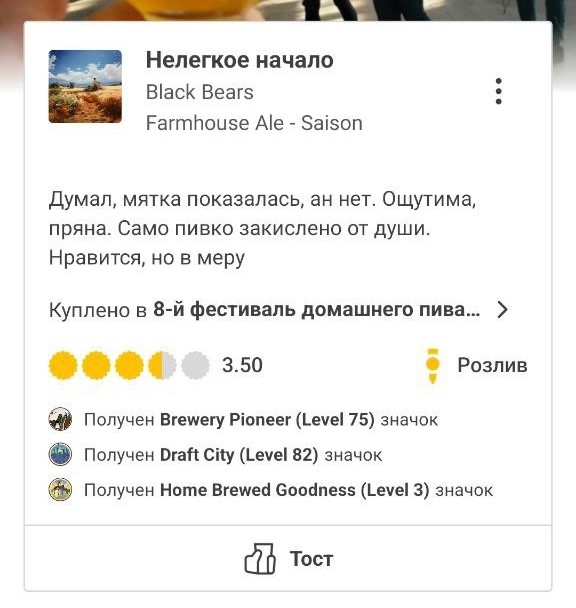 Нелегкое начало
Black Bears
Farmhouse Ale - Saison
Думал, мятка показалась, ан нет. Ощутима,
пряна. Само пивко закислено от души.
Нравится, но в меру
Куплено в 8-й фестиваль домашнего пива...
3.50 Розлив
Получен Brewery Pioneer (Level 75) значок
Получен Draft City (Level 82) значок
Получен Home Brewed Goodness (Level 3) значок
Тост